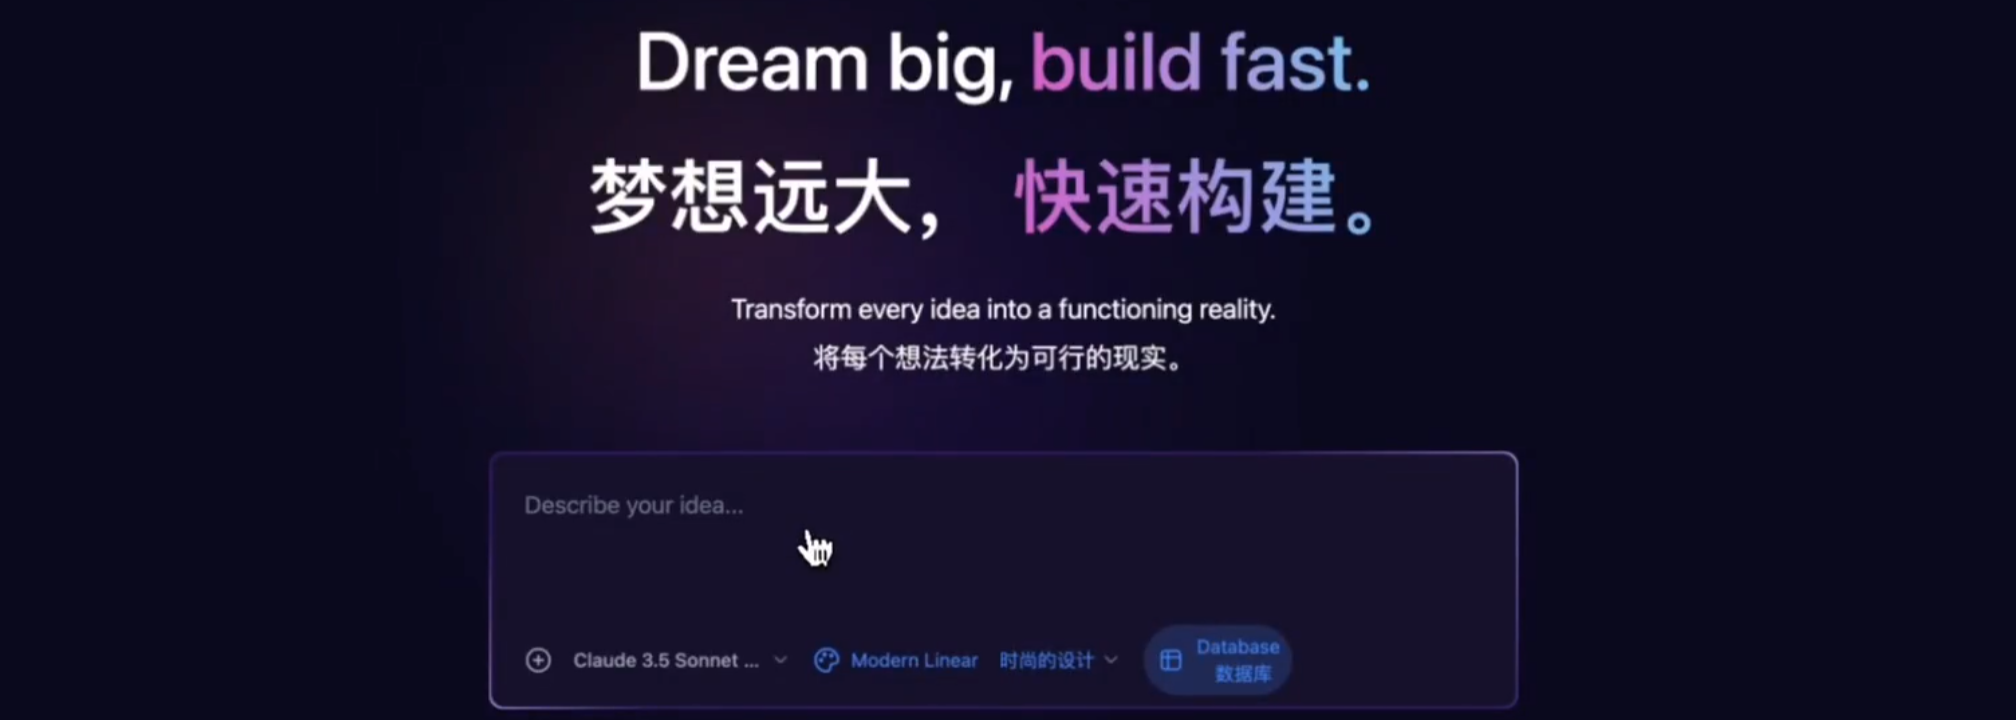 Dream big, build fast.
梦想远大， 快速构建。
Transform every idea into a functioning reality.
将每个想法转化为可行的现实。
Describe your idea...
Claude 3.5 Sonnet ... Modern Linear 时尚的设计 Database
数据库